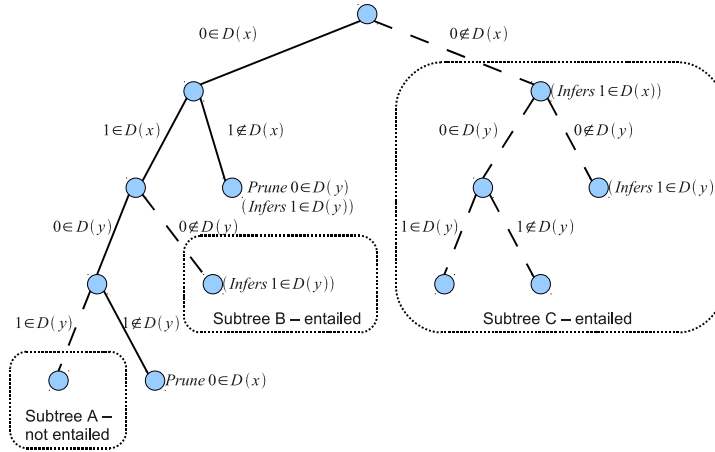 0∈D(x)
0∉D(x)
(Infers 1∈D(x))
1∈D(x)
1∉D(x)
0∈D(y)
0∉D(y)
Prune 0∈D(y)
(Infers 1∈D(y))
(Infers 1∈D(y))
0∈D(y)
0∉D(y)
1∈D(y)
1∉D(y)
(Infers 1∈D(y))
Subtree B – entailed
Subtree C – entailed
1∈D(y)
1∉D(y)
Prune 0∈D(x)
Subtree A –
not entailed